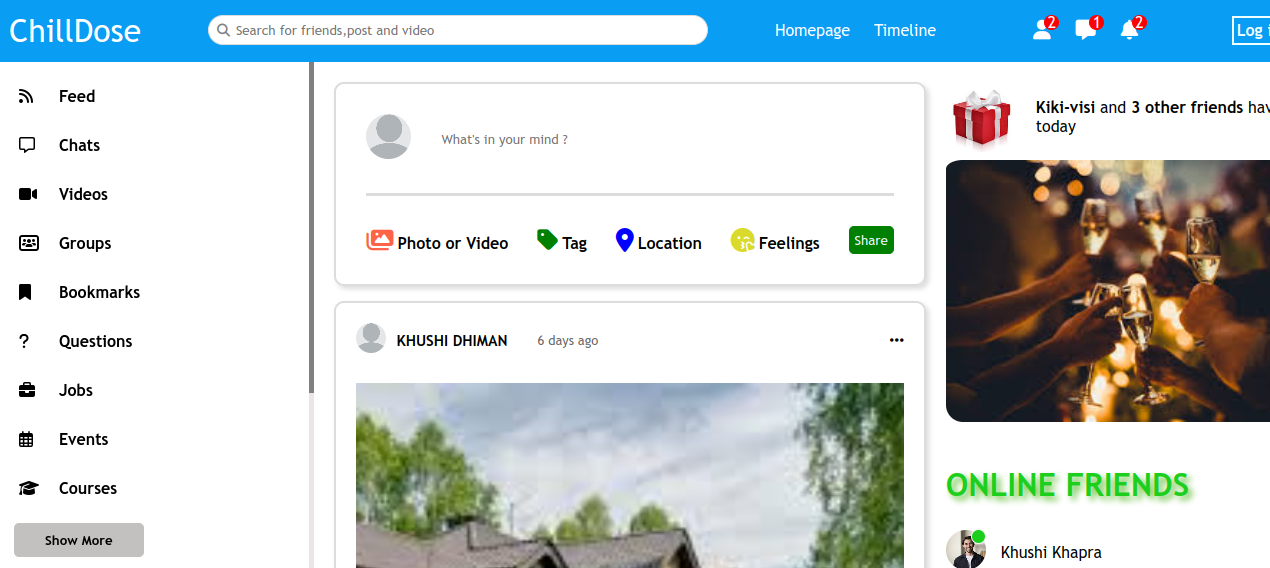 ChillDose
Search for friends,post and video
Homepage
Timeline
2
1
2
Log
Feed
Chats
Videos
Groups
Bookmarks
Questions
Jobs
Events
Courses
Show More
What's in your mind ?
Photo or Video
Tag
Location
Feelings
Share
KHUSHI DHIMAN
6 days ago
Kiki-visi and 3 other friends hav
today
ONLINE FRIENDS
Khushi Khapra